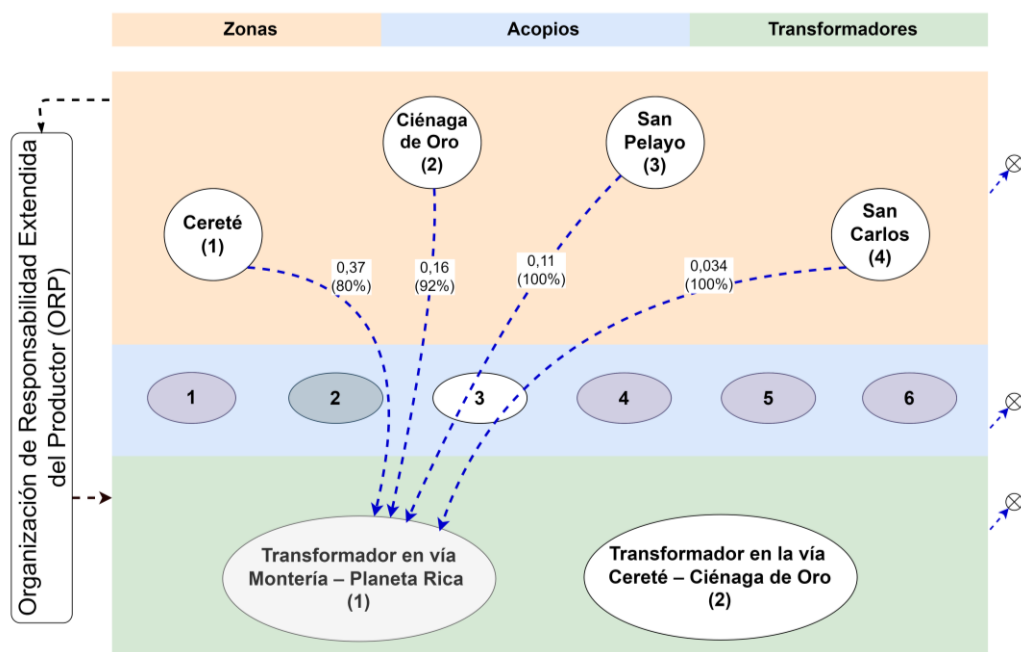 Zonas
Acopios
Transformadores
Organización de Responsabilidad Extendida
del Productor (ORP)
Ciénaga
de Oro
(2)
San
Pelayo
(3)
Cereté
(1)
San
Carlos
(4)
0,37
(80%)
0,16
(92%)
0,11
(100%)
0,034
(100%)
1
2
3
4
5
6
Transformador en vía
Montería – Planeta Rica
(1)
Transformador en la vía
Cereté – Ciénaga de Oro
(2)